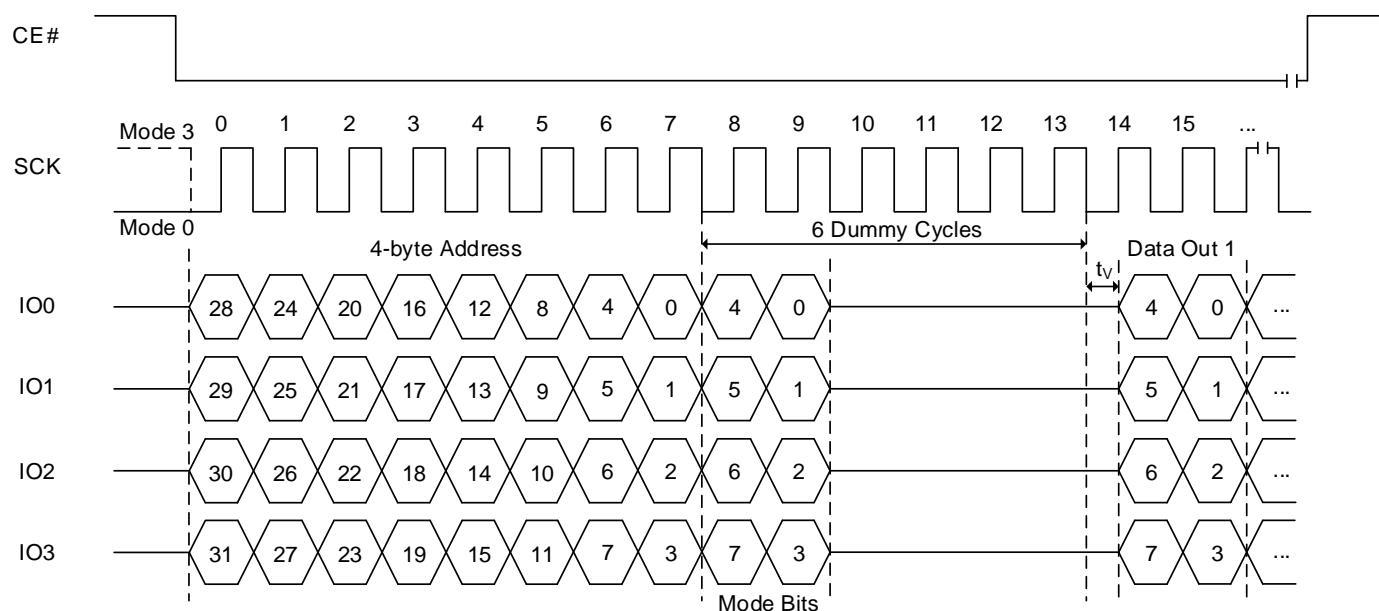 CE#
Mode 3 0 1 2 3 4 5 6 7 8 9 10 11 12 13 14 15 ...
SCK
Mode 0
4-byte Address 6 Dummy Cycles Data Out 1
tV
IO0 28 24 20 16 12 8 4 0 4 0 4 0 ...
IO1 29 25 21 17 13 9 5 1 5 1 5 1 ...
IO2 30 26 22 18 14 10 6 2 6 2 6 2 ...
IO3 31 27 23 19 15 11 7 3 7 3 7 3 ...
Mode Bits